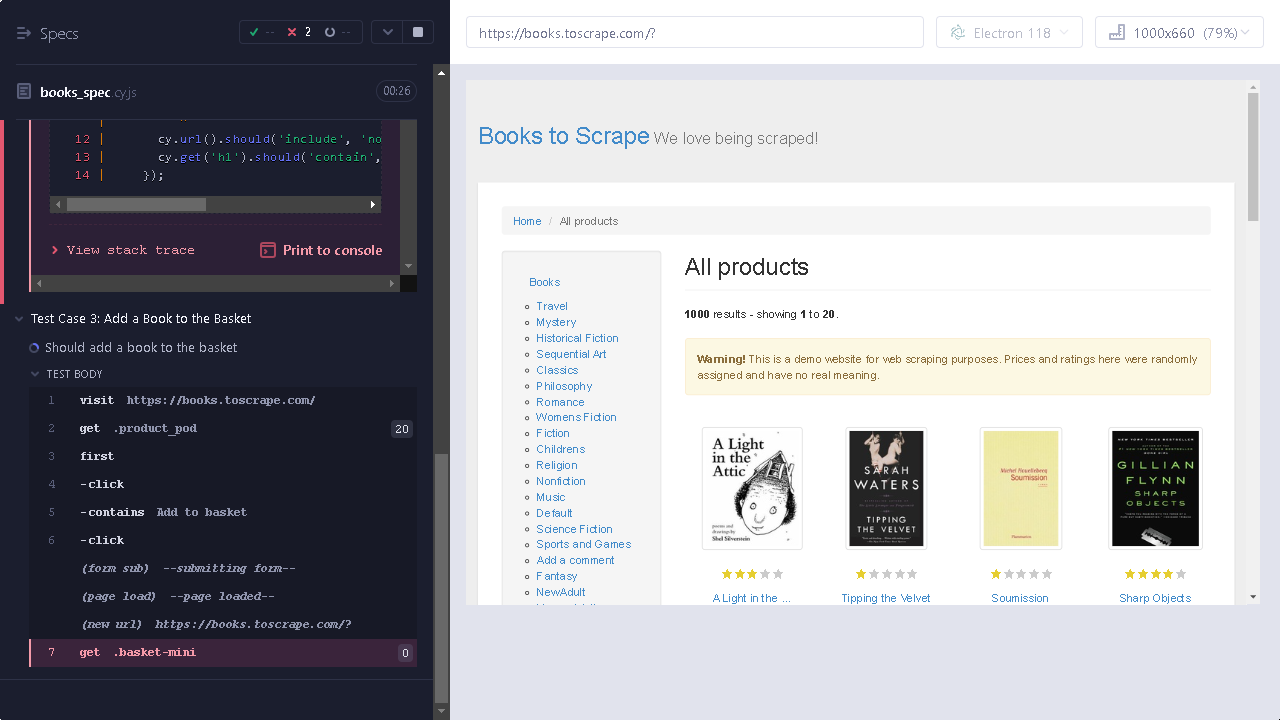 Specs
-- 2 --
books_spec.cy.js
00:26
12 | cy.url().should('include', 'no
13 | cy.get('h1').should('contain',
14 | });
View stack trace
Print to console
Test Case 3: Add a Book to the Basket
Should add a book to the basket
TEST BODY
1 visit https://books.toscrape.com/
2 get .product_pod 20
3 first
4 -click
5 -contains Add to basket
6 -click
(form sub) --submitting form--
(page load) --page loaded--
(new url) https://books.toscrape.com/?
7 get .basket-mini 0
https://books.toscrape.com/?
Electron 118
1000x660 (79%)
Books to Scrape We love being scraped!
Home / All products
Books
Travel
Mystery
Historical Fiction
Sequential Art
Classics
Philosophy
Romance
Womens Fiction
Fiction
Childrens
Religion
Nonfiction
Music
Default
Science Fiction
Sports and Games
Add a comment
Fantasy
NewAdult
All products
1000 results - showing 1 to 20.
Warning! This is a demo website for web scraping purposes. Prices and ratings here were randomly
assigned and have no real meaning.
A Light
in the
Attic
poems and
drawings by
Shel Silverstein
SARAH
WATERS
TIPPING
THE VELVET
Michel Houellebecq
Soumission
Flammarion
NEW YORK TIMES BESTSELLER
GILLIAN
FLYNN
SHARP
OBJECTS
A Light in the ...
Tipping the Velvet
Soumission
Sharp Objects